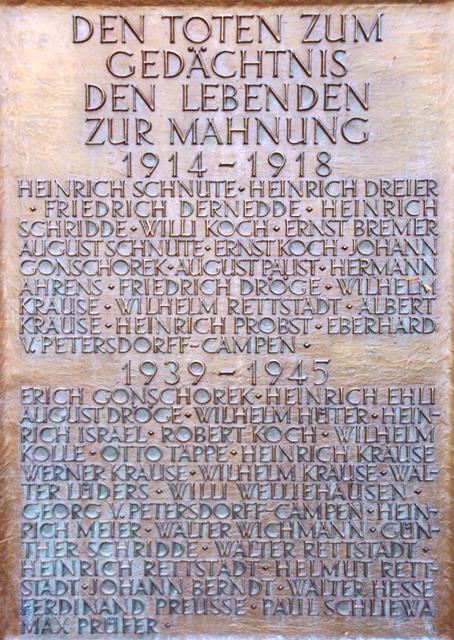 DEN TOTEN ZUM
GEDÄCHTNIS
DEN LEBENDEN
ZUR MAHNUNG
1914 – 1918
HEINRICH SCHNUTE · HEINRICH DREIER
· FRIEDRICH DERNEDDE · HEINRICH
SCHRIDDE · WILLI KOCH · ERNST BREMER
AUGUST SCHNUTE · ERNST KOCH · JOHANN
GONSCHOREK · AUGUST PAUST · HERMANN
AHRENS · FRIEDRICH DRÖGE · WILHELM
KRAUSE · WILHELM RETTSTADT · ALBERT
KRAUSE · HEINRICH PROBST · EBERHARD
V. PETERSDORFF-CAMPEN ·
1939 – 1945
ERICH GONSCHOREK · HEINRICH EHLI
AUGUST DRÖGE · WILHELM HÜTER · HEIN-
RICH ISRAEL · ROBERT KOCH · WILHELM
KOLLE · OTTO TAPPE · HEINRICH KRAUSE
WERNER KRAUSE · WILHELM KRAUSE · WAL-
TER LÜDERS · WILLI WELLIEHAUSEN ·
GEORG V. PETERSDORFF-CAMPEN · HEIN-
RICH MEIER · WALTER WICHMANN · GÜN-
THER SCHRIDDE · WALTER RETTSTADT ·
HEINRICH RETTSTADT · HELMUT RETT-
STADT · JOHANN BERNDT · WALTER HESSE
FERDINAND PREUSSE · PAUL SCHLIEWA
MAX PRÜFER ·